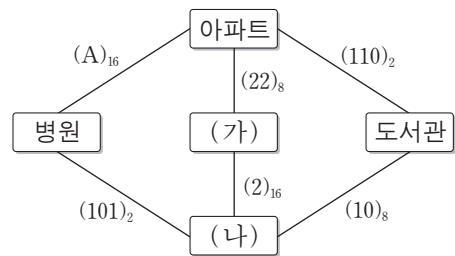 아파트
(A)₁₆
(110)₂
(22)₈
병원
(가)
도서관
(2)₁₆
(101)₂
(10)₈
(나)